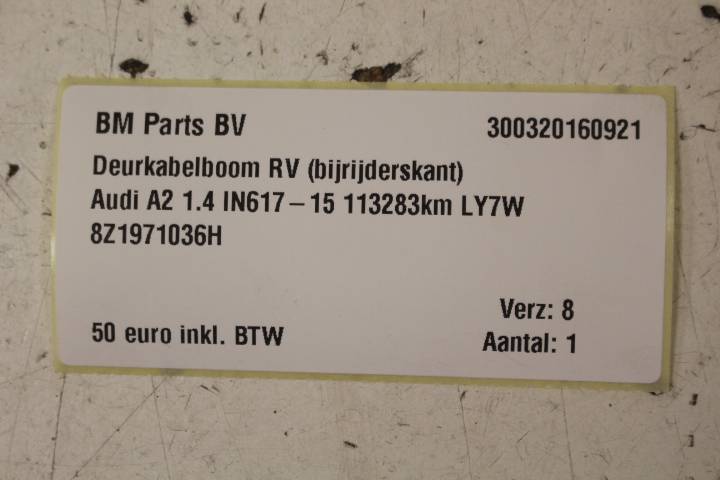 BM Parts BV 300320160921
Deurkabelboom RV (bijrijderskant)
Audi A2 1.4 IN617 – 15 113283km LY7W
8Z1971036H
Verz: 8
50 euro inkl. BTW Aantal: 1